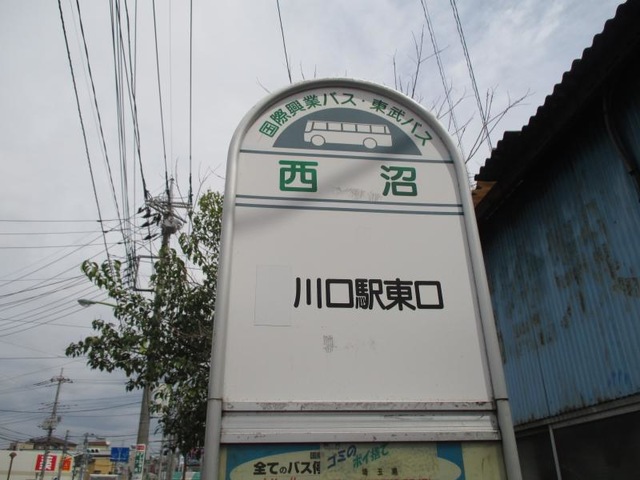 国際興業バス・東武バス
西沼
川口駅東口
全てのバス停
ゴミのポイ捨て
埼玉県